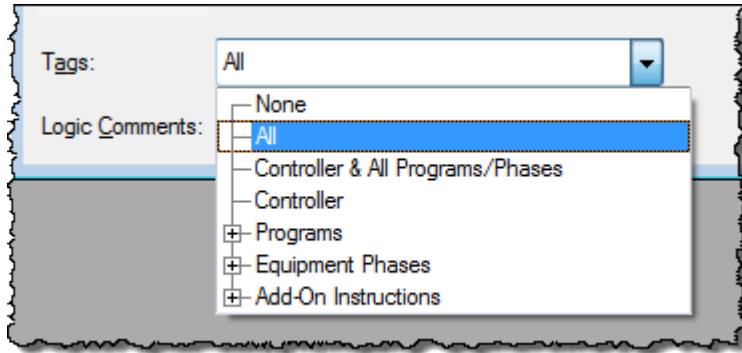 Tags: All
None
Logic Comments: All
Controller & All Programs/Phases
Controller
Programs
Equipment Phases
Add-On Instructions